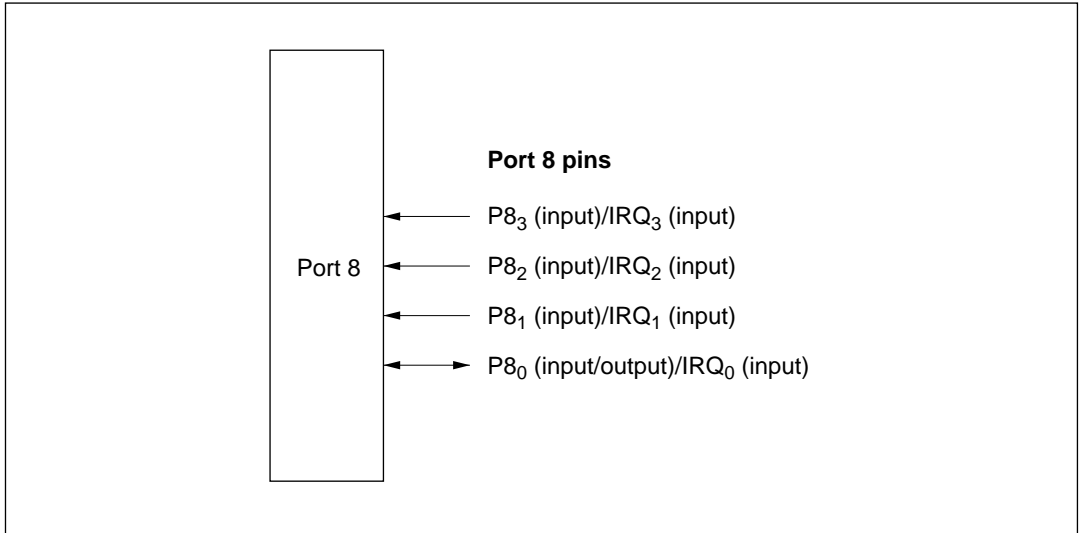 Port 8 pins
P8₃ (input)/IRQ₃ (input)
Port 8
P8₂ (input)/IRQ₂ (input)
P8₁ (input)/IRQ₁ (input)
P8₀ (input/output)/IRQ₀ (input)